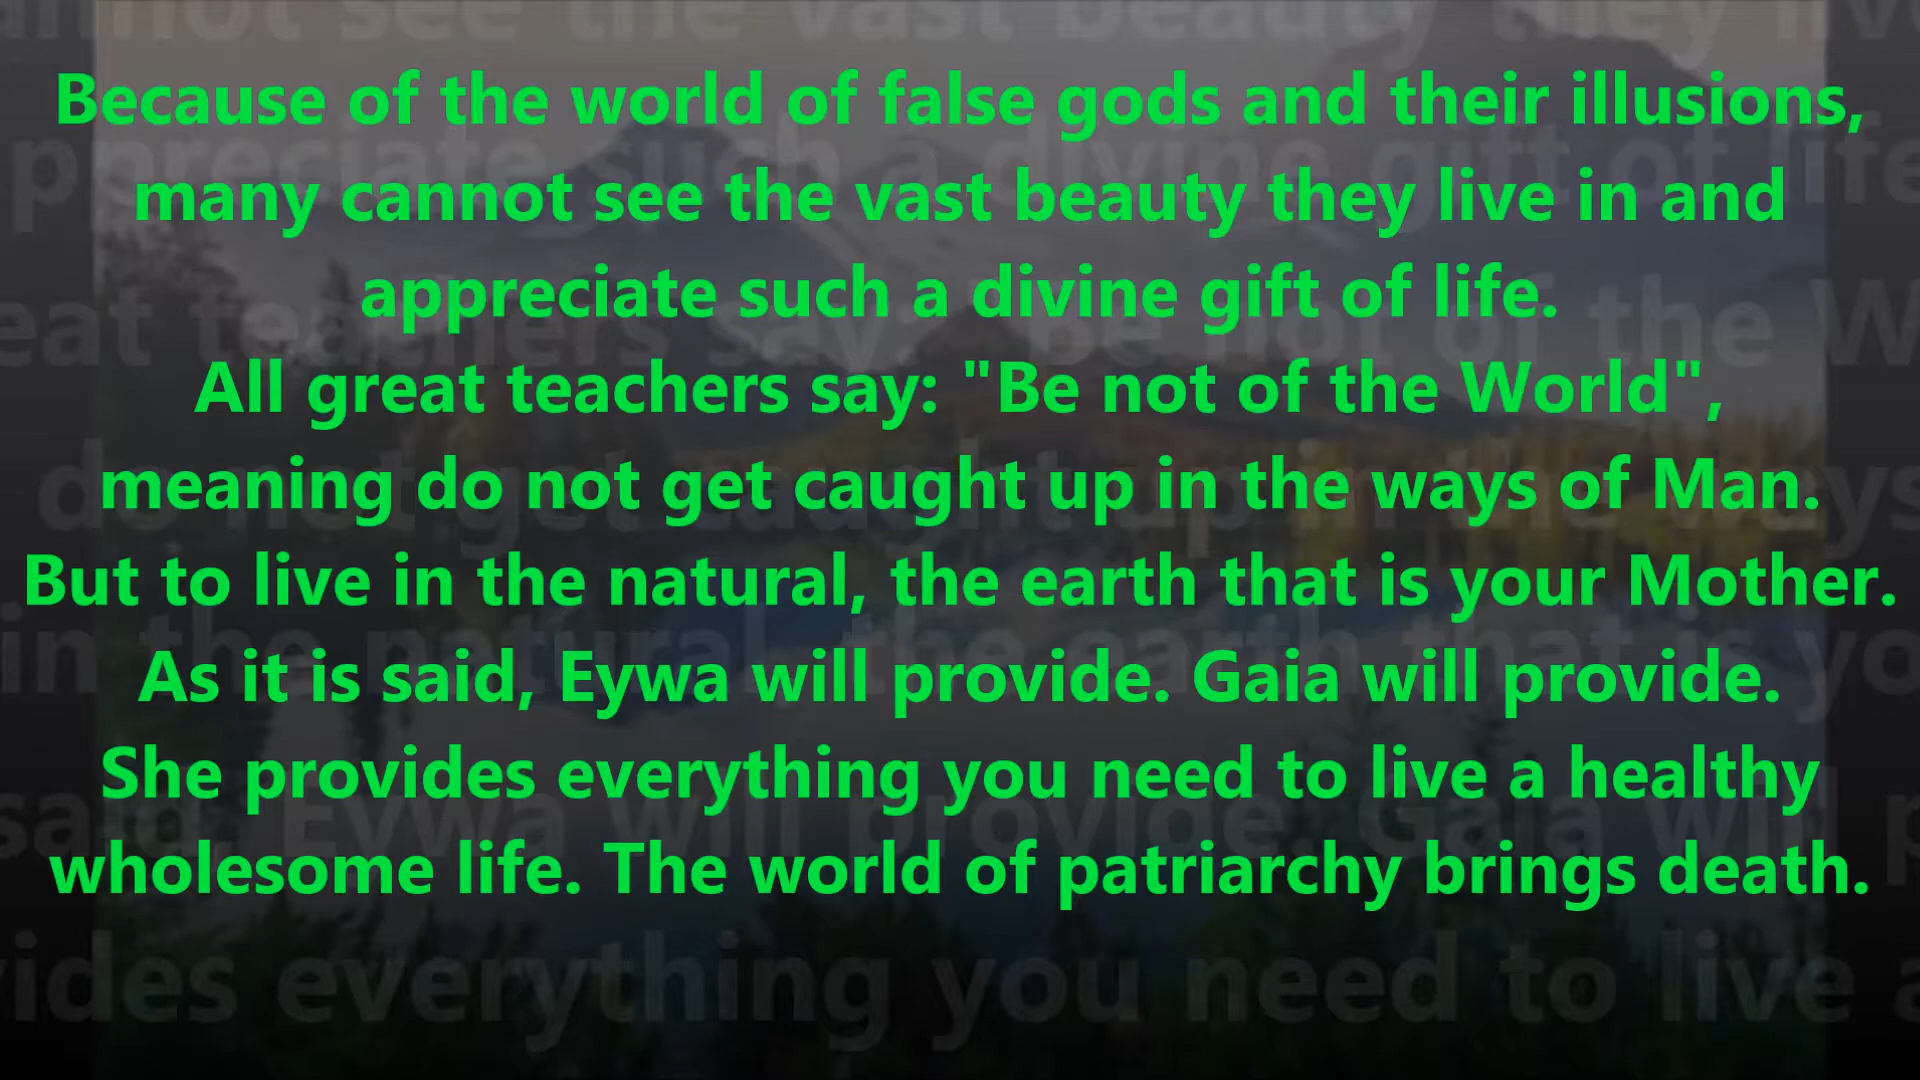 Because of the world of false gods and their illusions,
many cannot see the vast beauty they live in and
appreciate such a divine gift of life.
All great teachers say: "Be not of the World",
meaning do not get caught up in the ways of Man.
But to live in the natural, the earth that is your Mother.
As it is said, Eywa will provide. Gaia will provide.
She provides everything you need to live a healthy
wholesome life. The world of patriarchy brings death.